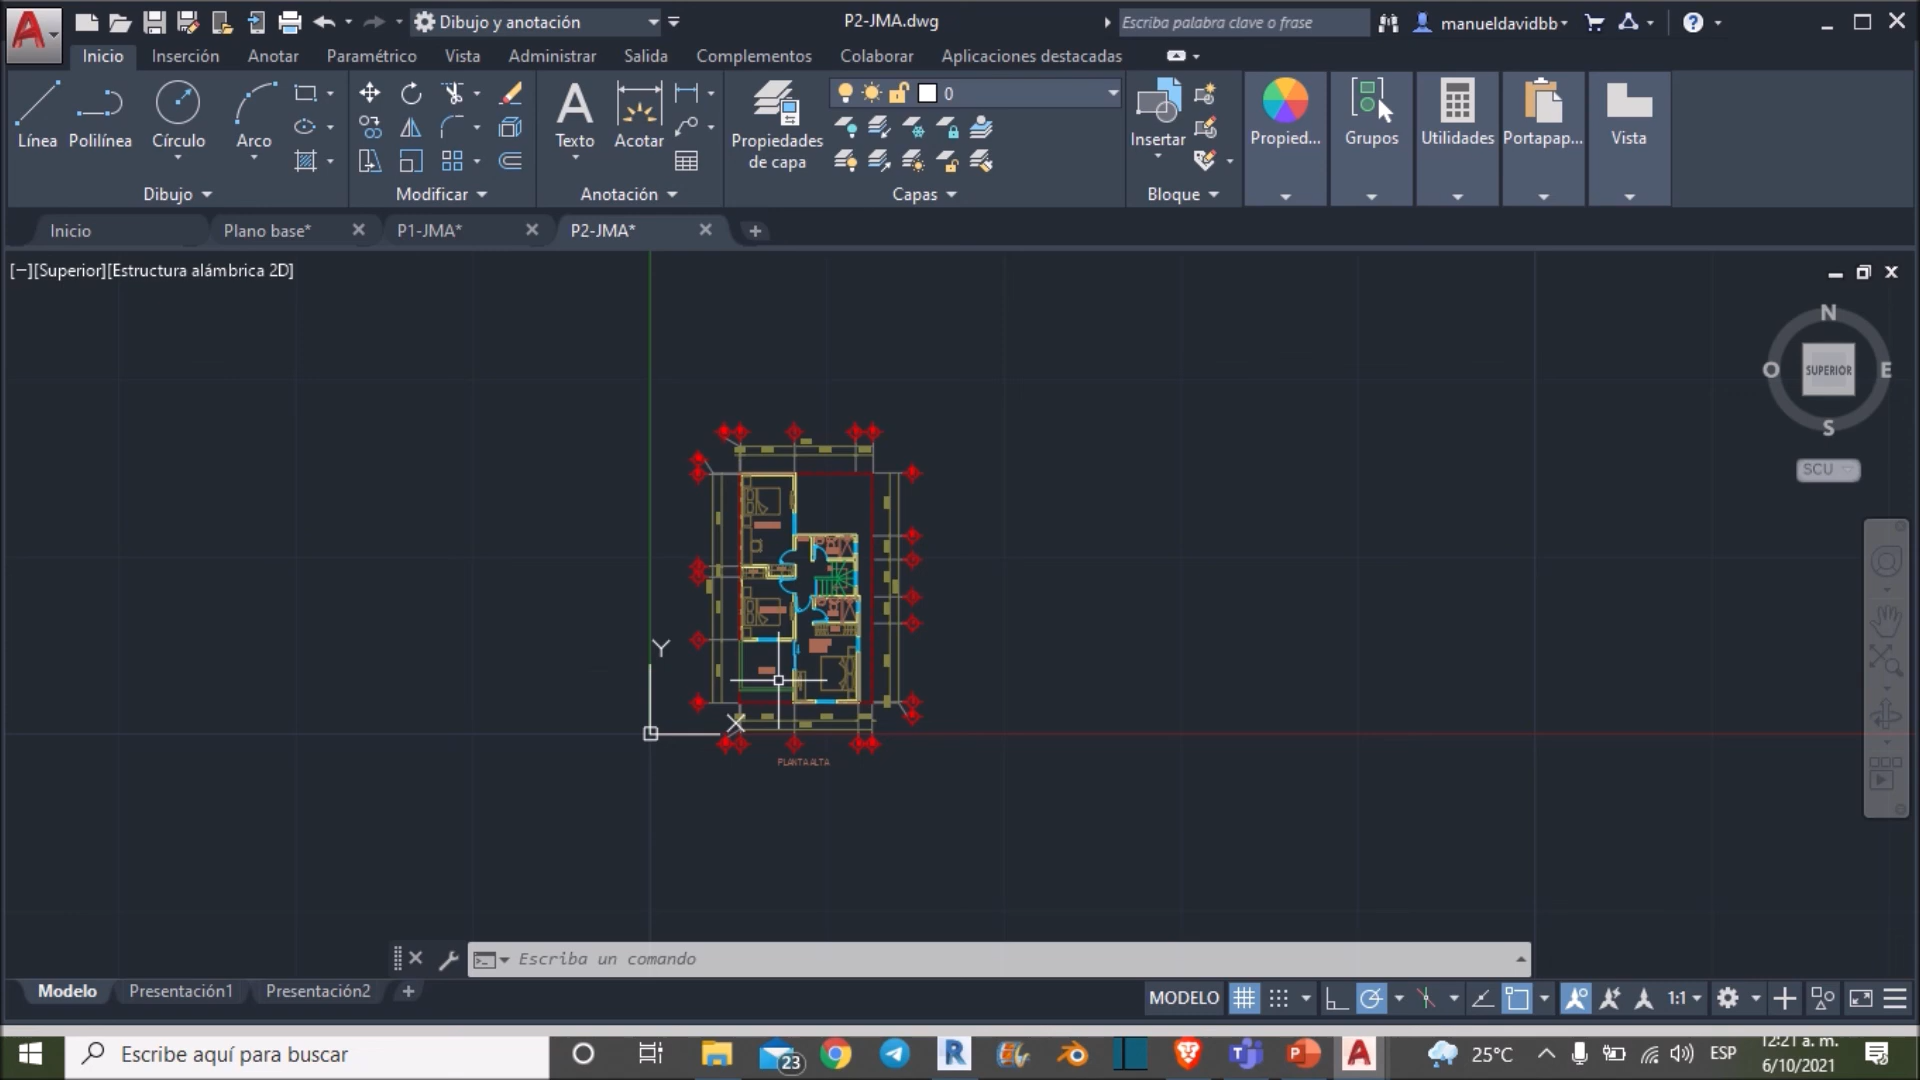 Dibujo y anotación
P2-JMA.dwg
Escriba palabra clave o frase
manueldavidbb
Inicio Inserción Anotar Paramétrico Vista Administrar Salida Complementos Colaborar Aplicaciones destacadas
0
Línea Polilínea Círculo Arco
Texto Acotar
Propiedades de capa
Insertar
Propied... Grupos Utilidades Portapap... Vista
Dibujo Modificar Anotación Capas Bloque
Inicio Plano base* P1-JMA* P2-JMA*
[−][Superior][Estructura alámbrica 2D]
N
O SUPERIOR E
S
SCU
Y
X
PLANTA ALTA
Escriba un comando
Modelo Presentación1 Presentación2
MODELO 1:1
Escribe aquí para buscar
23
25°C
ESP
12:21 a. m.
6/10/2021